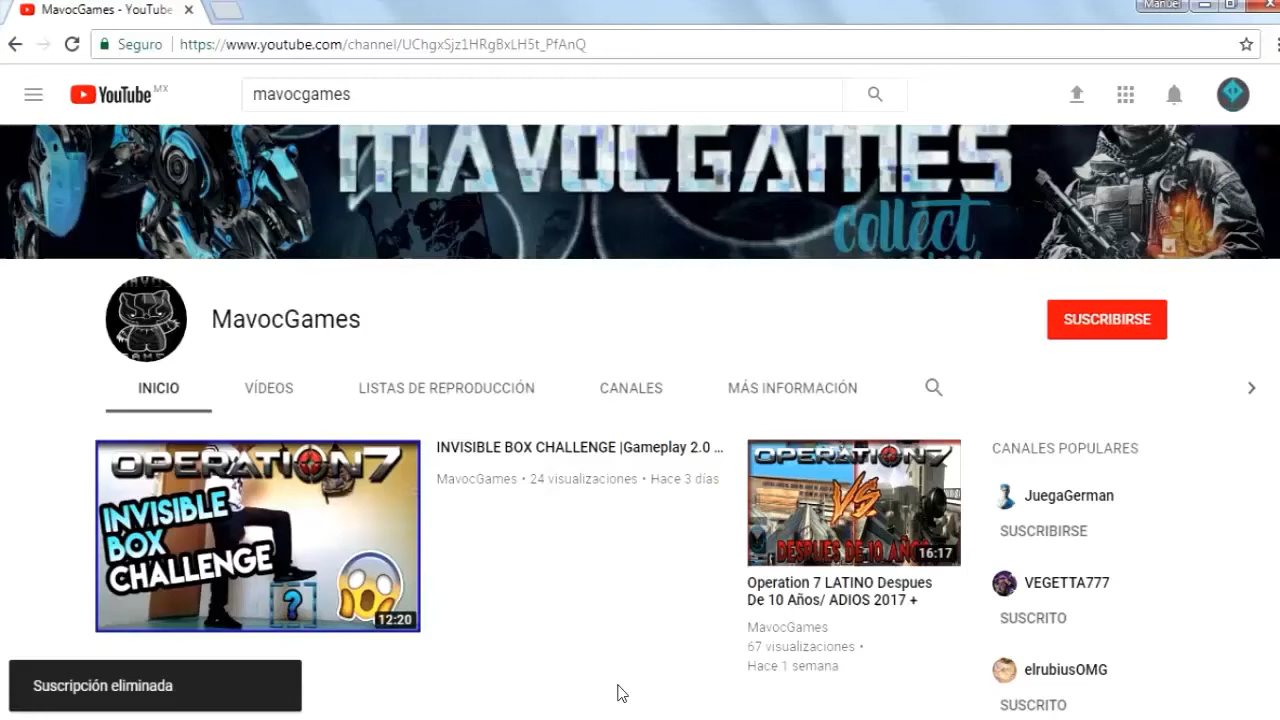 MavocGames - YouTube
Manuel
Seguro
https://www.youtube.com/channel/UChgxSjz1HRgBxLH5t_PfAnQ
YouTube MX
mavocgames
MAVOCGAMES
Collect
MavocGames
SUSCRIBIRSE
INICIO
VÍDEOS
LISTAS DE REPRODUCCIÓN
CANALES
MÁS INFORMACIÓN
OPERATION7
INVISIBLE
BOX
CHALLENGE
?
12:20
INVISIBLE BOX CHALLENGE |Gameplay 2.0 ...
MavocGames • 24 visualizaciones • Hace 3 días
OPERATION7
VS
DESPUES DE 10 AÑOS
16:17
Operation 7 LATINO Despues
De 10 Años/ ADIOS 2017 +
MavocGames
67 visualizaciones •
Hace 1 semana
CANALES POPULARES
JuegaGerman
SUSCRIBIRSE
VEGETTA777
SUSCRITO
elrubiusOMG
SUSCRITO
Suscripción eliminada